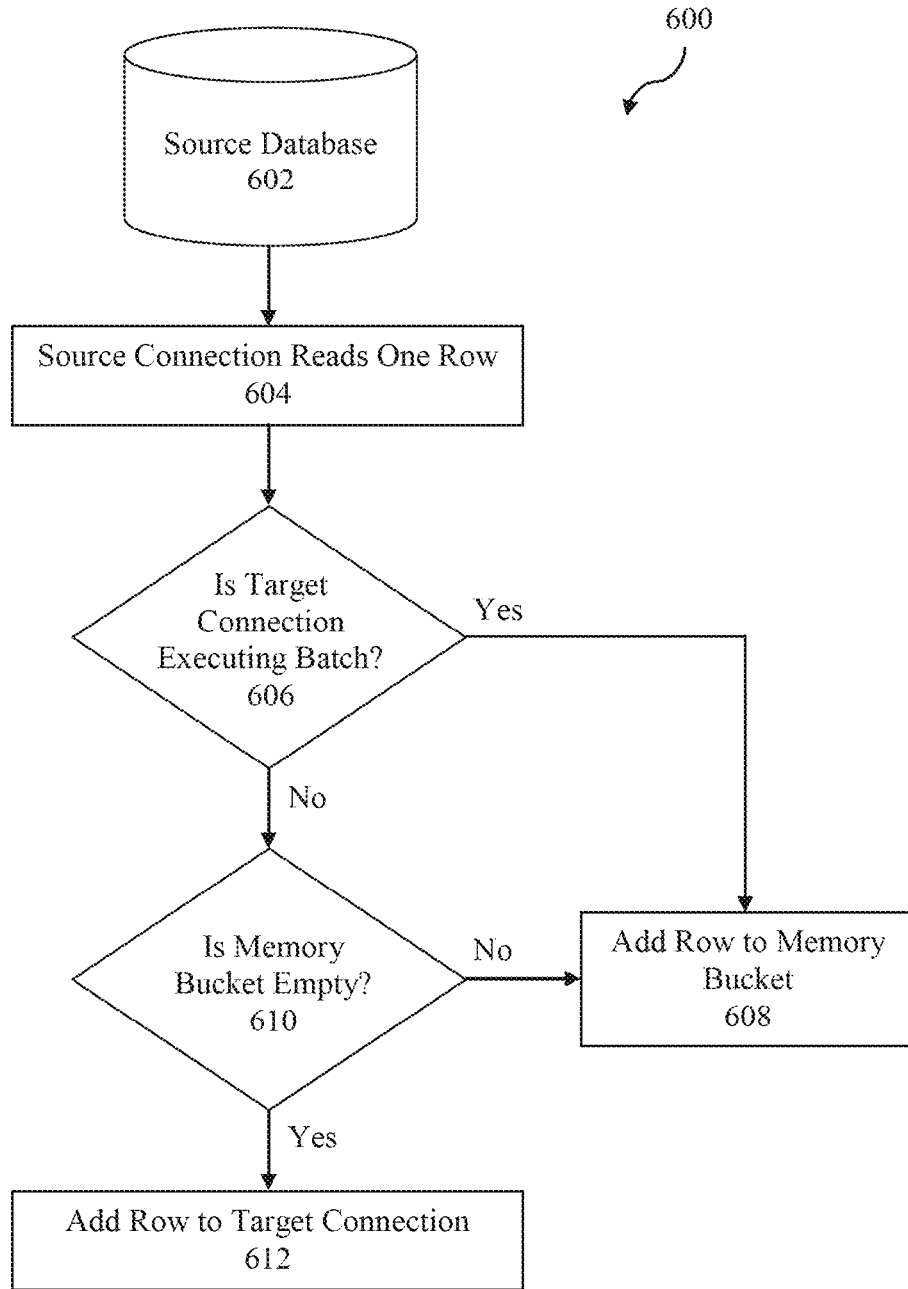 600
Source Database
602
Source Connection Reads One Row
604
Is Target
Connection
Executing Batch?
606
Yes
No
Is Memory
Bucket Empty?
610
No
Add Row to Memory
Bucket
608
Yes
Add Row to Target Connection
612